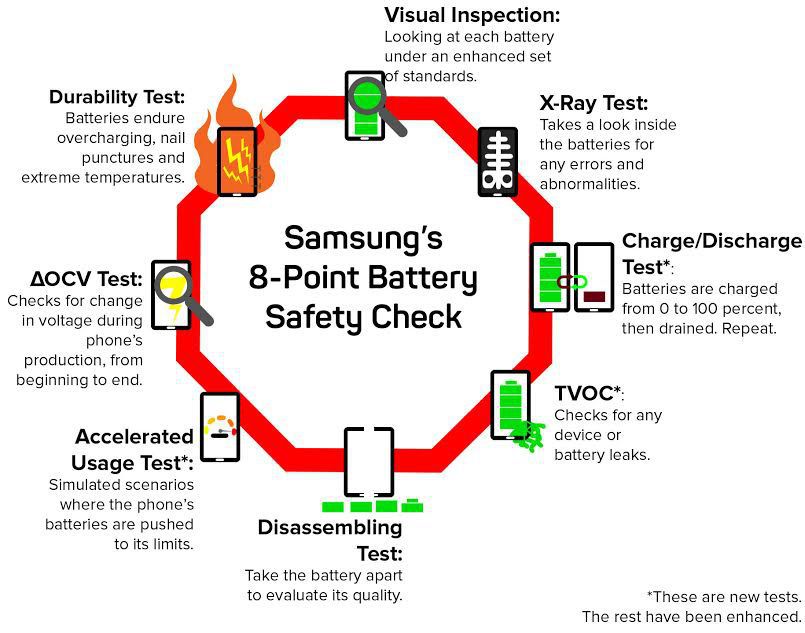 Visual Inspection:
Looking at each battery
under an enhanced set
of standards.
X-Ray Test:
Takes a look inside
the batteries for
any errors and
abnormalities.
Charge/Discharge
Test*:
Batteries are charged
from 0 to 100 percent,
then drained. Repeat.
TVOC*:
Checks for any
device or
battery leaks.
Disassembling
Test:
Take the battery apart
to evaluate its quality.
Accelerated
Usage Test*:
Simulated scenarios
where the phone's
batteries are pushed
to its limits.
ΔOCV Test:
Checks for change
in voltage during
phone's
production, from
beginning to end.
Durability Test:
Batteries endure
overcharging, nail
punctures and
extreme temperatures.
Samsung's
8-Point Battery
Safety Check
*These are new tests.
The rest have been enhanced.